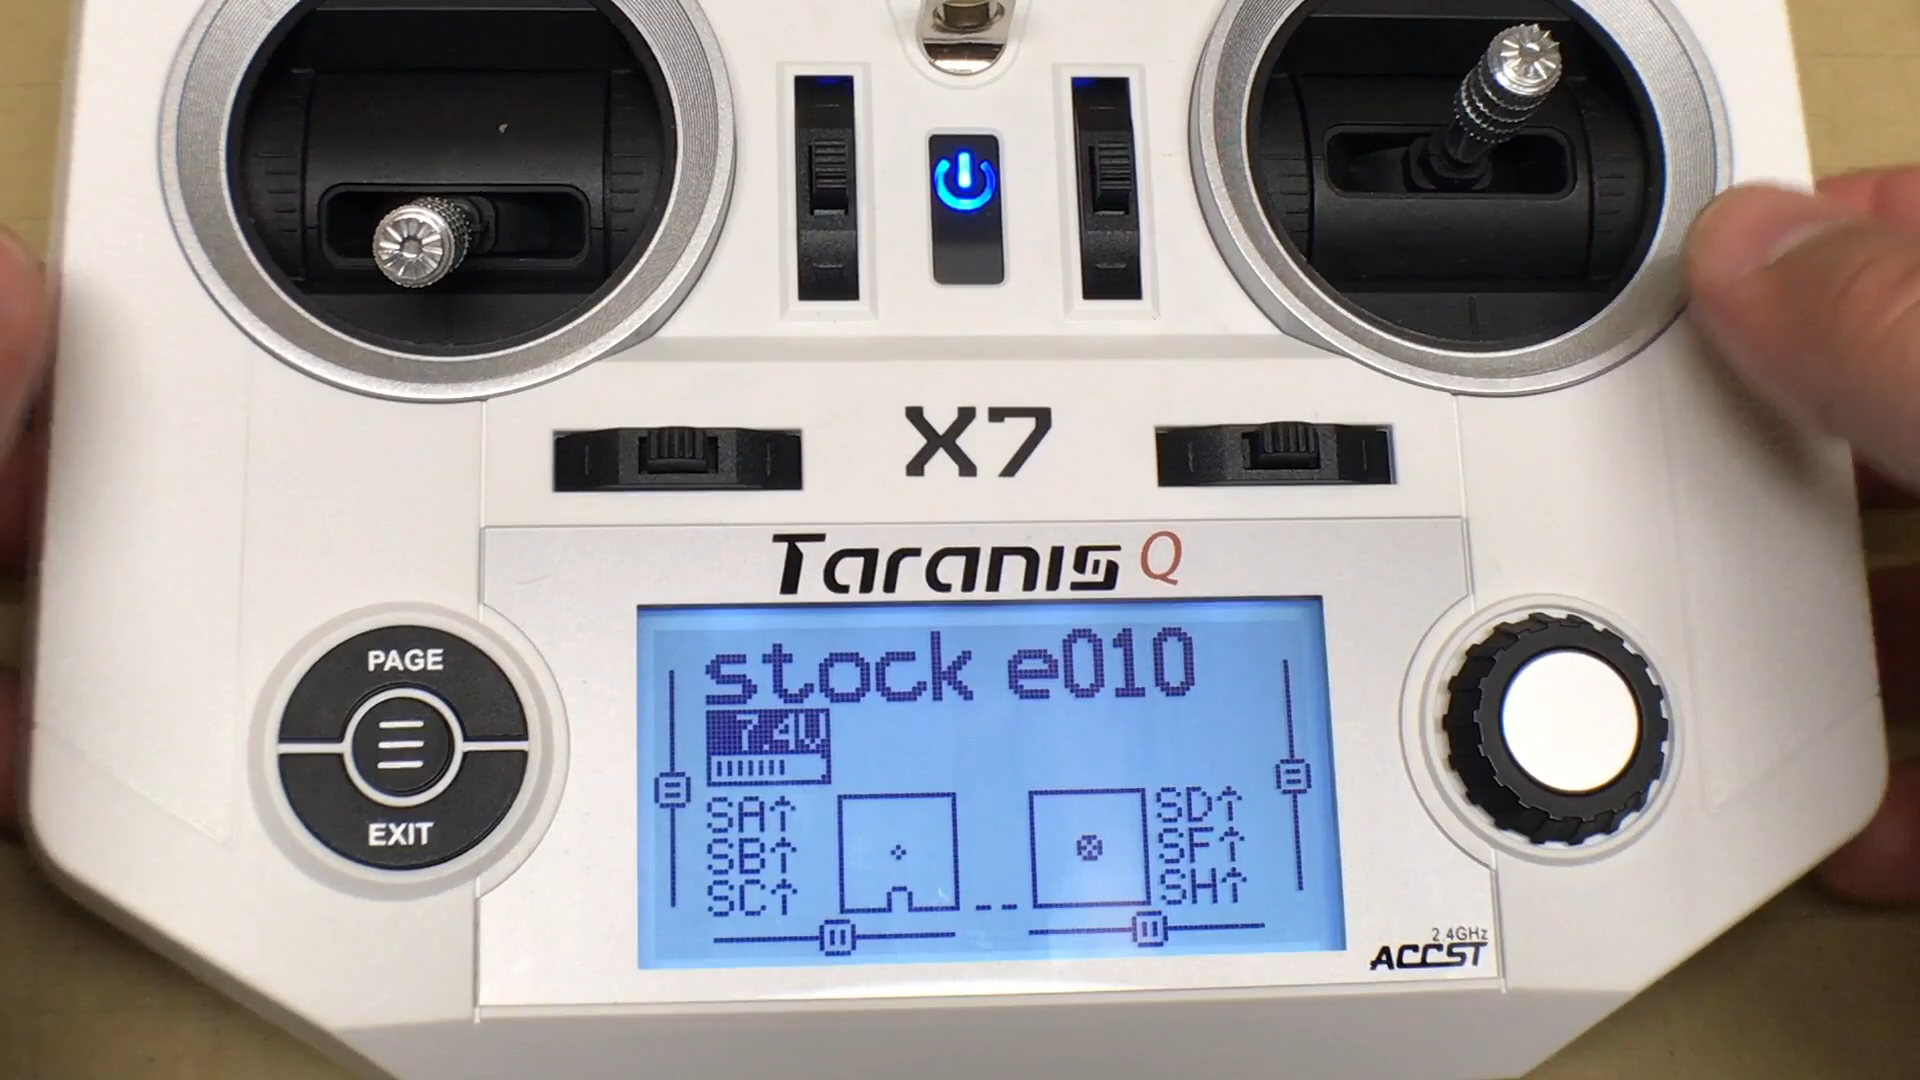 X7
Taranis Q
PAGE
EXIT
stock e010
7.4V
SA↑
SB↑
SC↑
SD↑
SF↑
SH↑
2.4GHz
ACCST